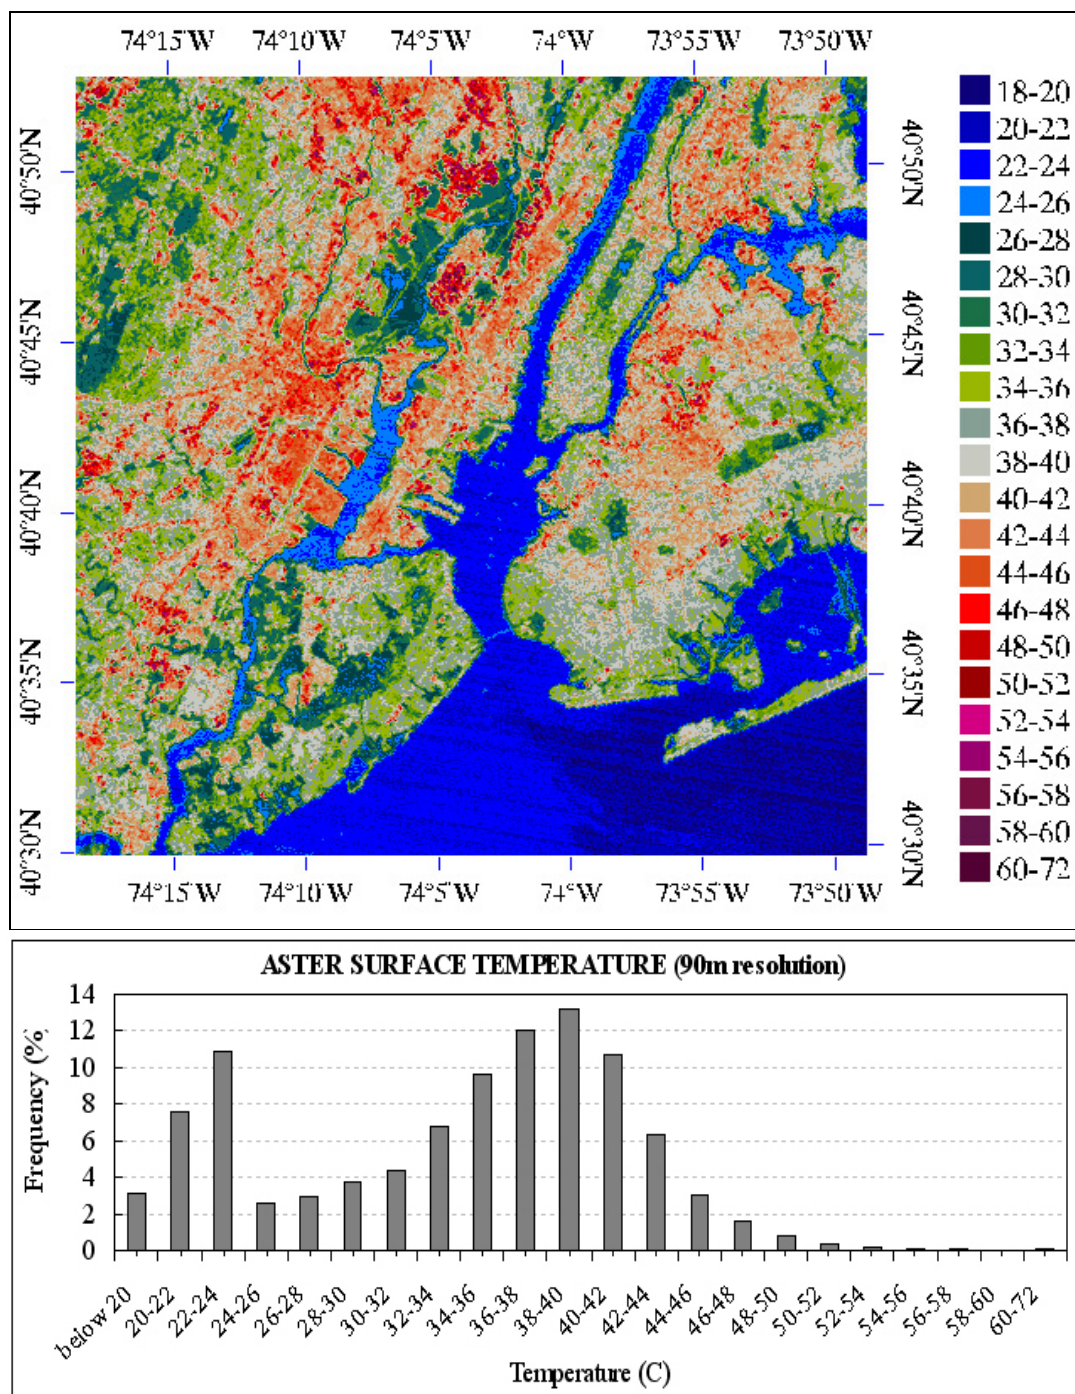 74°15'W 74°10'W 74°5'W 74°W 73°55'W 73°50'W
40°50'N
40°45'N
40°40'N
40°35'N
40°30'N
40°50'N
40°45'N
40°40'N
40°35'N
40°30'N
74°15'W 74°10'W 74°5'W 74°W 73°55'W 73°50'W
18-20
20-22
22-24
24-26
26-28
28-30
30-32
32-34
34-36
36-38
38-40
40-42
42-44
44-46
46-48
48-50
50-52
52-54
54-56
56-58
58-60
60-72
ASTER SURFACE TEMPERATURE (90m resolution)
Frequency (%
14
12
10
8
6
4
2
0
below 20 20-22 22-24 24-26 26-28 28-30 30-32 32-34 34-36 36-38 38-40 40-42 42-44 44-46 46-48 48-50 50-52 52-54 54-56 56-58 58-60 60-72
Temperature (C)